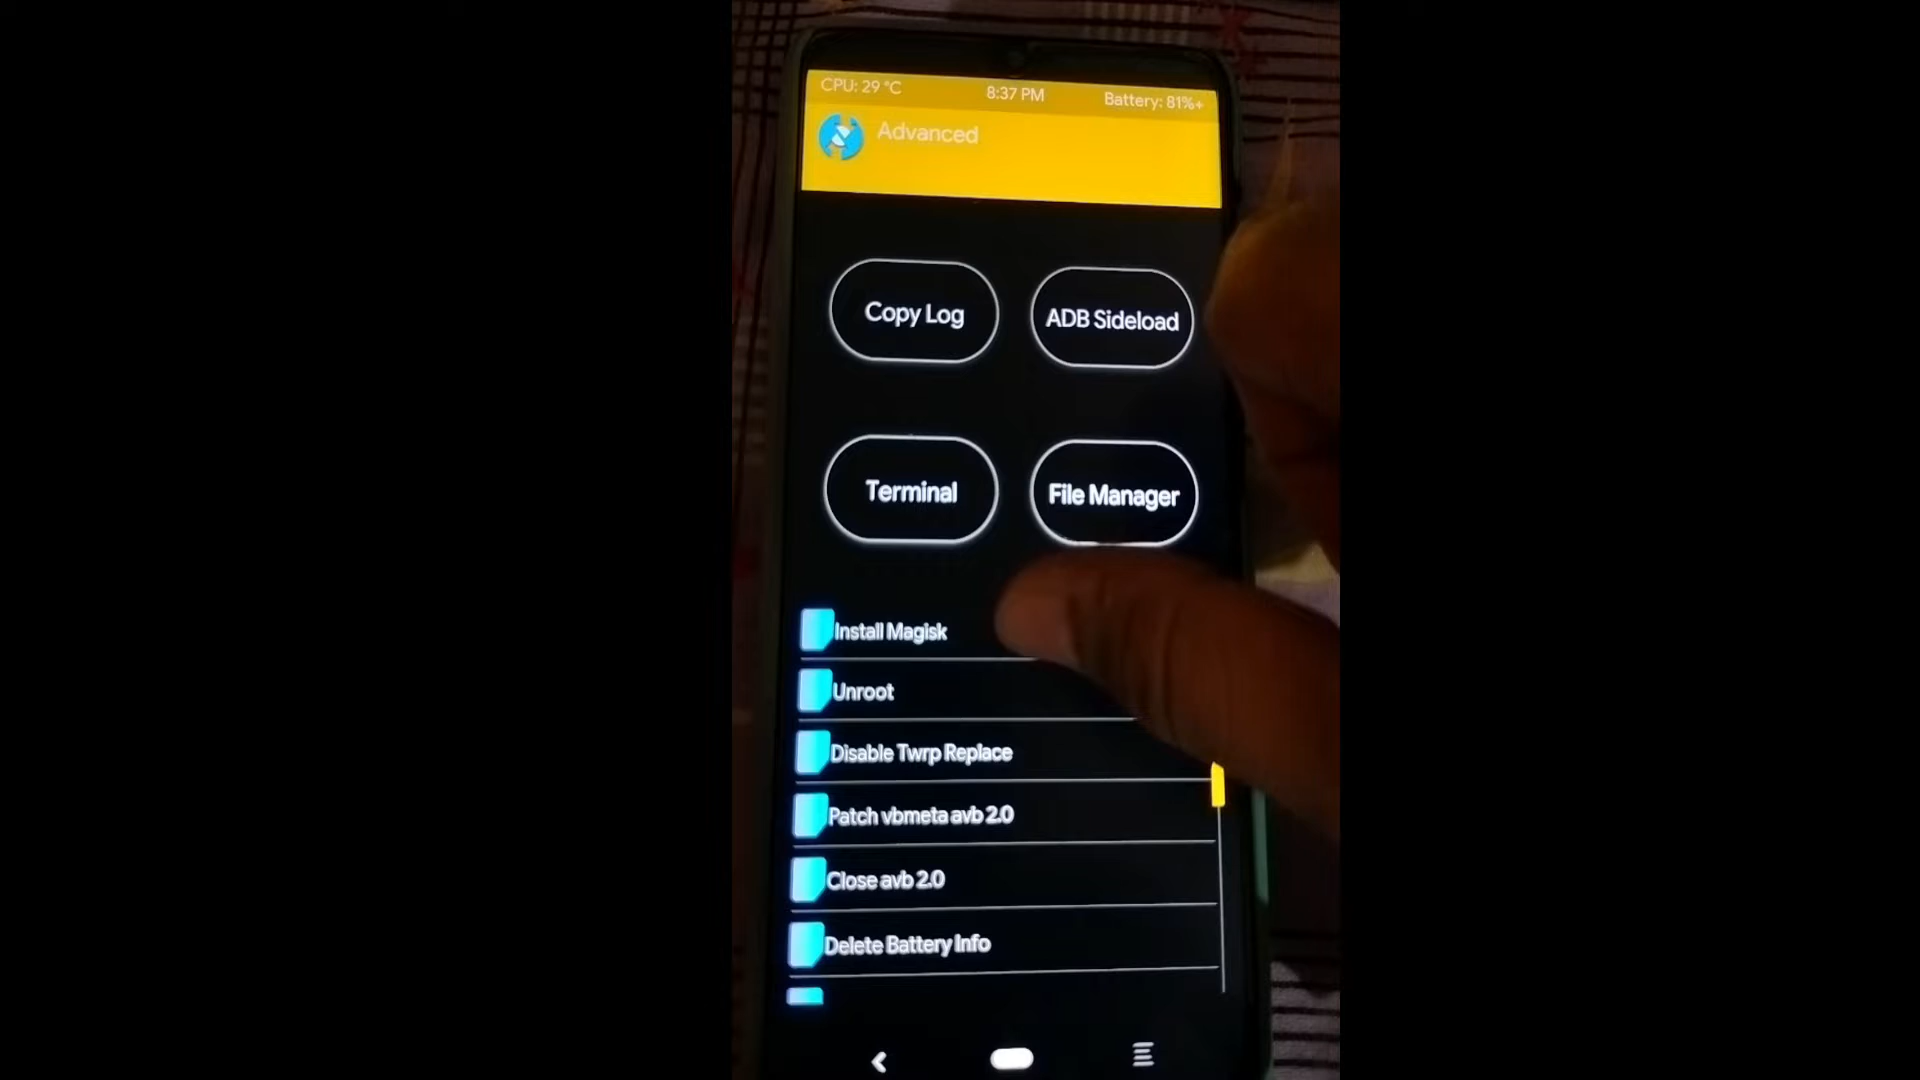 CPU: 29 °C 8:37 PM Battery: 81%+
Advanced
Copy Log ADB Sideload
Terminal File Manager
Install Magisk
Unroot
Disable Twrp Replace
Patch vbmeta avb 2.0
Close avb 2.0
Delete Battery Info